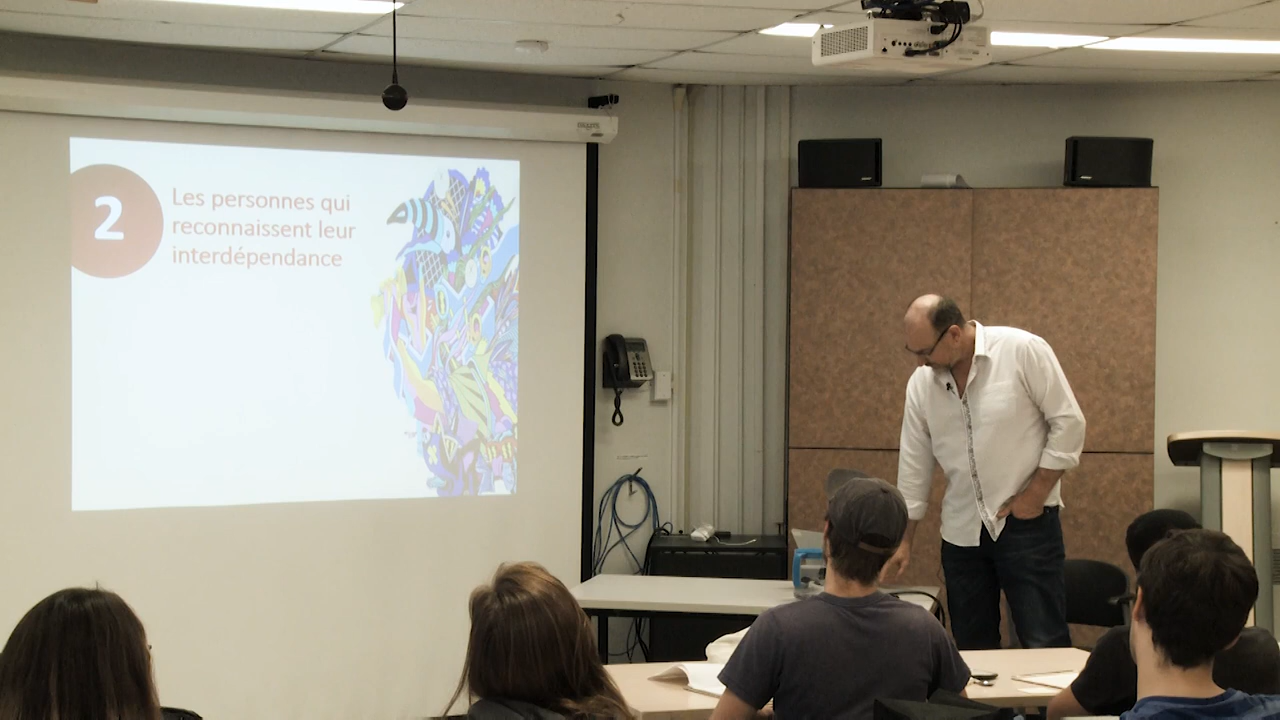 2
Les personnes qui
reconnaissent leur
interdépendance